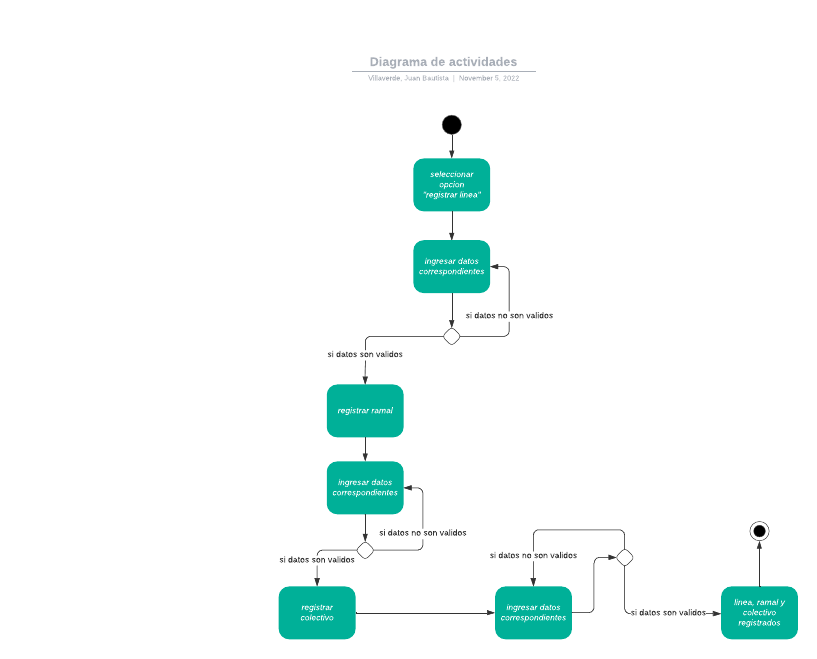 Diagrama de actividades
Villaverde, Juan Bautista | November 5, 2022
seleccionar
opcion
"registrar linea"
ingresar datos
correspondientes
si datos no son validos
si datos son validos
registrar ramal
ingresar datos
correspondientes
si datos no son validos
si datos son validos
registrar
colectivo
si datos no son validos
ingresar datos
correspondientes
si datos son validos
linea, ramal y
colectivo
registrados